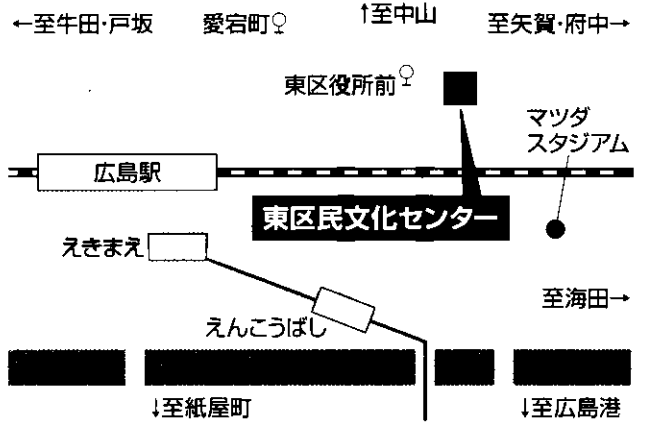 ←至牛田・戸坂
愛宕町
↑至中山
至矢賀・府中→
東区役所前
マツダ
スタジアム
広島駅
東区民文化センター
えきまえ
えんこうばし
至海田→
↓至紙屋町
↓至広島港